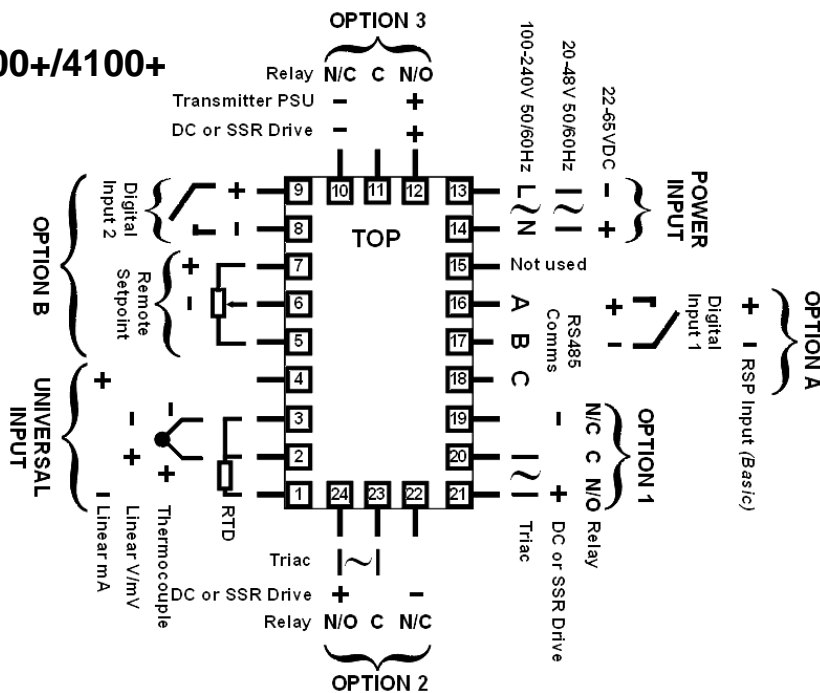 OPTION 3
Relay N/C C N/O
Transmitter PSU − +
DC or SSR Drive − +
00+/4100+
100-240V 50/60Hz
L ~ N
20-48V 50/60Hz
~
22-65VDC
− +
POWER
INPUT
9
10
11
12
13
8
TOP
14
7
15
Not used
6
16
A
5
17
B
4
18
C
3
19
2
20
1
24
23
22
21
Digital
Input 2
+
−
Remote
Setpoint
+
−
OPTION B
UNIVERSAL
INPUT
RS485
Comms
Digital
Input 1
+
−
+ − RSP Input (Basic)
OPTION A
OPTION 1
N/C C N/O Relay
− + DC or SSR Drive
~ Triac
RTD
− + Thermocouple
− + Linear V/mV
+ − Linear mA
Triac ~
DC or SSR Drive + −
Relay N/O C N/C
OPTION 2